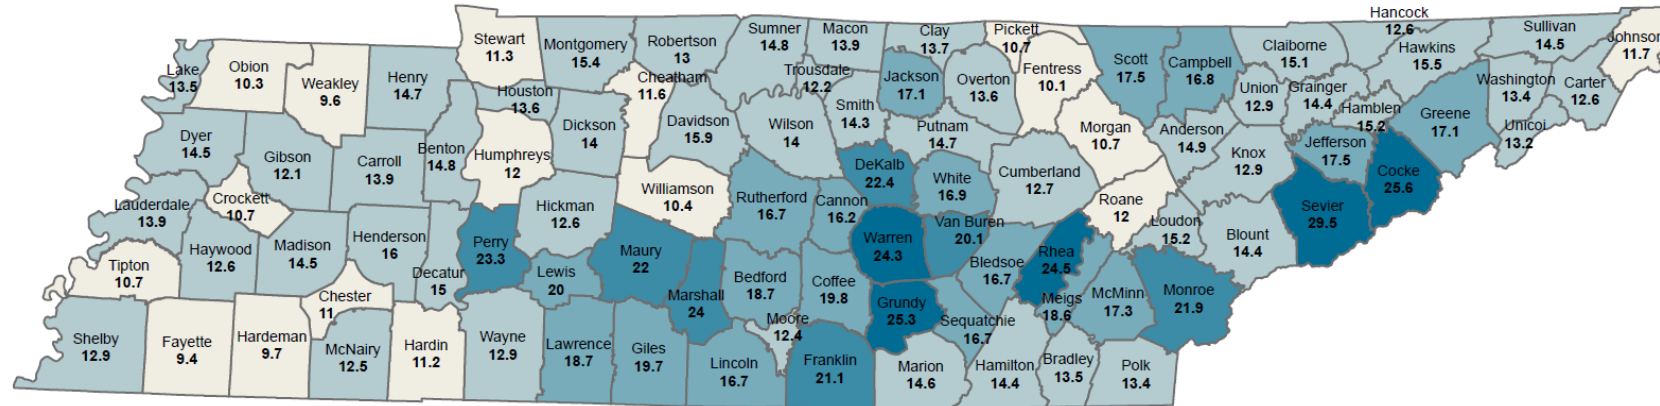 Hancock
12.6
Stewart
11.3
Montgomery
15.4
Robertson
13
Sumner
14.8
Macon
13.9
Clay
13.7
Pickett
10.7
Sullivan
14.5
Johnson
11.7
Lake
13.5
Obion
10.3
Weakley
9.6
Henry
14.7
Houston
13.6
Cheatham
11.6
Trousdale
12.2
Jackson
17.1
Overton
13.6
Fentress
10.1
Scott
17.5
Campbell
16.8
Claiborne
15.1
Hawkins
15.5
Union
12.9
Grainger
14.4
Hamblen
15.2
Greene
17.1
Washington
13.4
Carter
12.6
Unicoi
13.2
Dyer
14.5
Gibson
12.1
Carroll
13.9
Benton
14.8
Humphreys
12
Dickson
14
Davidson
15.9
Wilson
14
Smith
14.3
Putnam
14.7
Morgan
10.7
Anderson
14.9
Knox
12.9
Jefferson
17.5
Cocke
25.6
Lauderdale
13.9
Crockett
10.7
Haywood
12.6
Madison
14.5
Henderson
16
Decatur
15
Perry
23.3
Hickman
12.6
Williamson
10.4
Rutherford
16.7
Cannon
16.2
DeKalb
22.4
White
16.9
Cumberland
12.7
Roane
12
Loudon
15.2
Blount
14.4
Sevier
29.5
Tipton
10.7
Chester
11
Lewis
20
Maury
22
Marshall
24
Bedford
18.7
Coffee
19.8
Warren
24.3
Van Buren
20.1
Bledsoe
16.7
Rhea
24.5
Meigs
18.6
McMinn
17.3
Monroe
21.9
Shelby
12.9
Fayette
9.4
Hardeman
9.7
McNairy
12.5
Hardin
11.2
Wayne
12.9
Lawrence
18.7
Giles
19.7
Lincoln
16.7
Moore
12.4
Franklin
21.1
Grundy
25.3
Sequatchie
16.7
Marion
14.6
Hamilton
14.4
Bradley
13.5
Polk
13.4